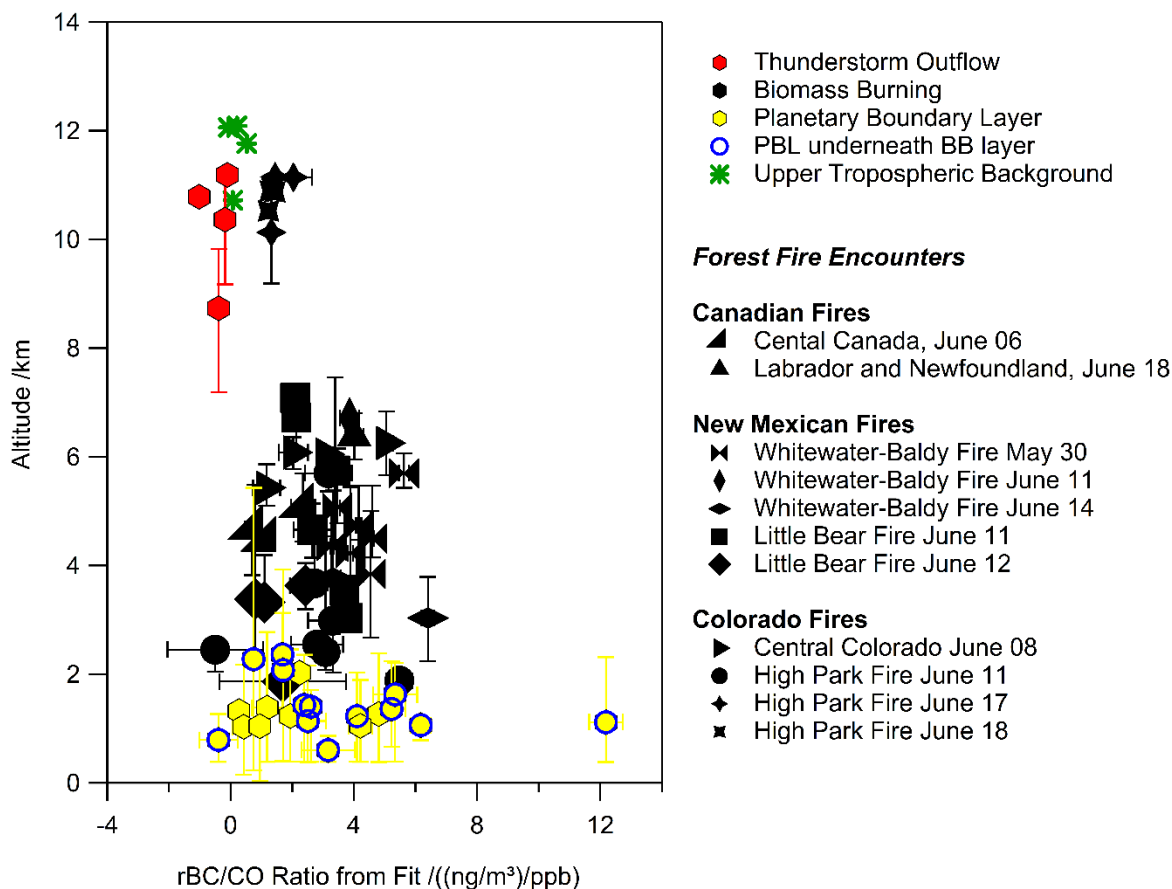 14
12
10
8
6
4
2
0
Altitude /km
-4
0
4
8
12
rBC/CO Ratio from Fit /((ng/m³)/ppb)
Thunderstorm Outflow
Biomass Burning
Planetary Boundary Layer
PBL underneath BB layer
Upper Tropospheric Background
Forest Fire Encounters
Canadian Fires
Cental Canada, June 06
Labrador and Newfoundland, June 18
New Mexican Fires
Whitewater-Baldy Fire May 30
Whitewater-Baldy Fire June 11
Whitewater-Baldy Fire June 14
Little Bear Fire June 11
Little Bear Fire June 12
Colorado Fires
Central Colorado June 08
High Park Fire June 11
High Park Fire June 17
High Park Fire June 18